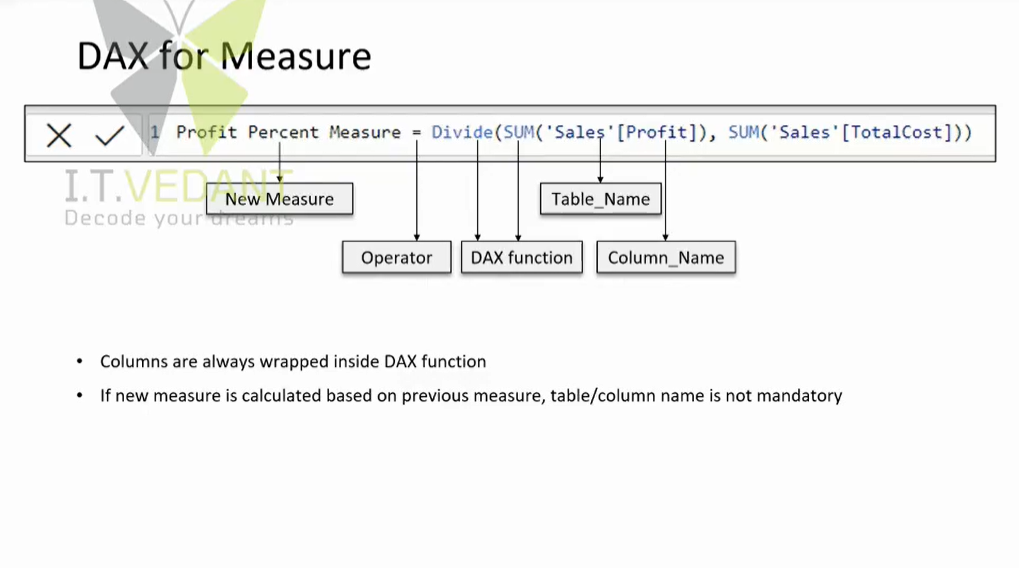 DAX for Measure
1 Profit Percent Measure = Divide(SUM('Sales'[Profit]), SUM('Sales'[TotalCost]))
I.T.VEDANT
Decode your dreams
New Measure
Table_Name
Operator
DAX function
Column_Name
• Columns are always wrapped inside DAX function
• If new measure is calculated based on previous measure, table/column name is not mandatory